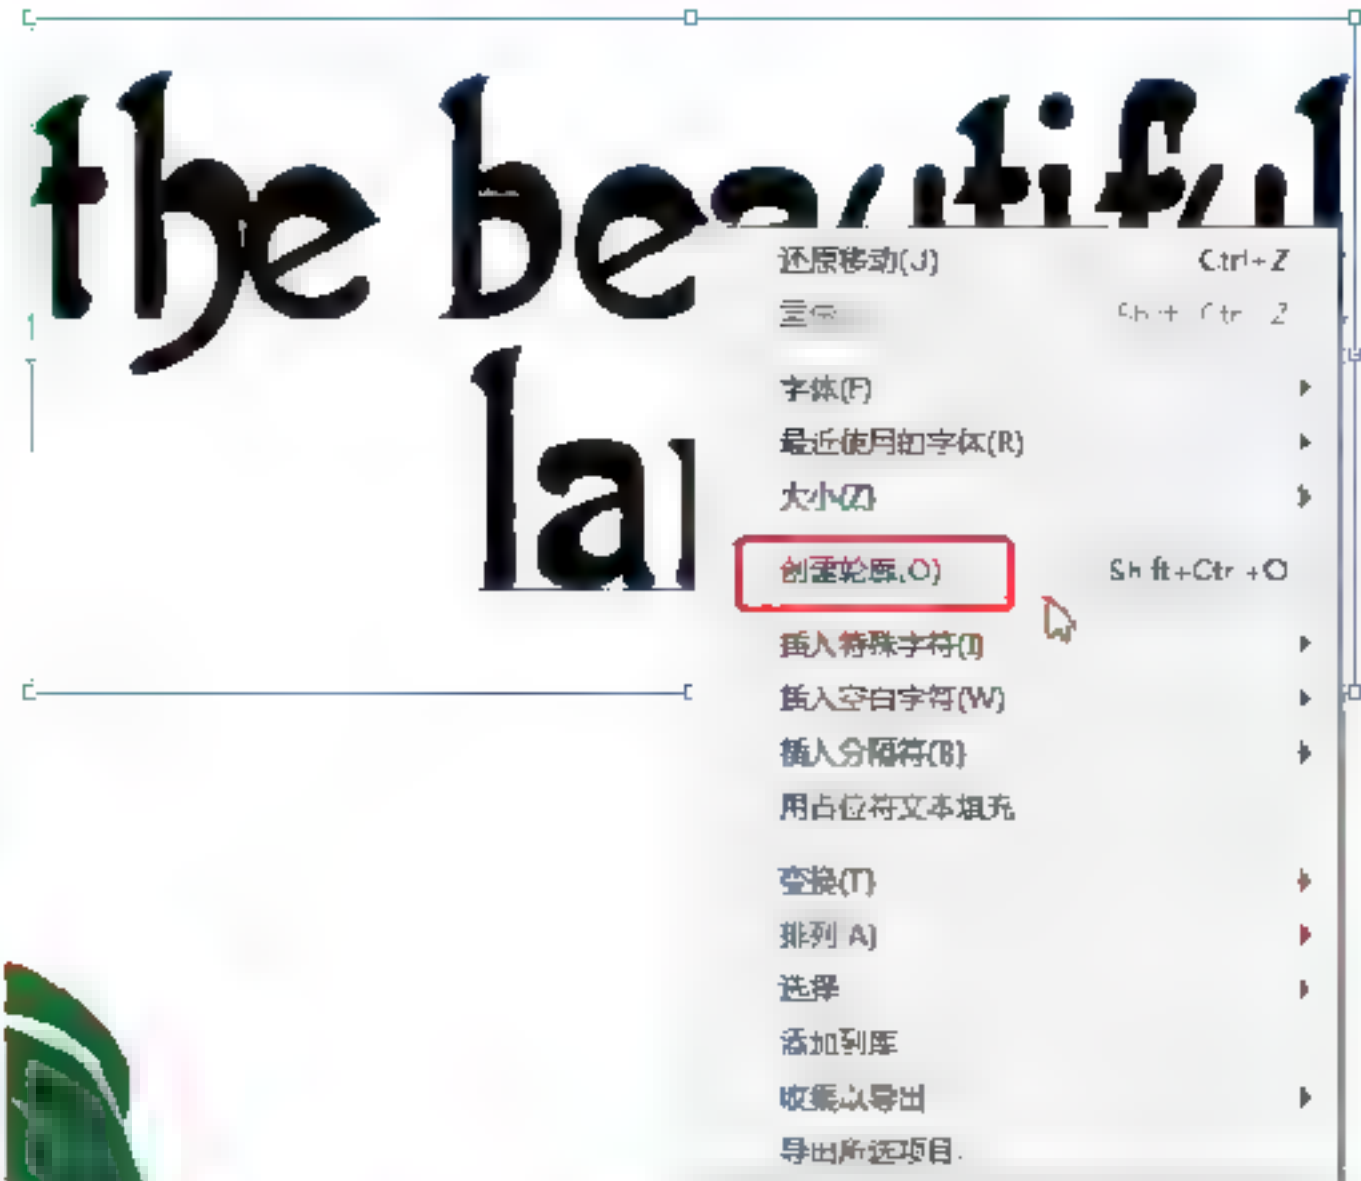 the beautiful
la
还原移动(U) Ctrl+Z
字体(F)
最近使用的字体(R)
大小(Z)
创建轮廓(O) Shift+Ctrl+O
插入特殊字符(I)
插入空白字符(W)
插入分隔符(B)
用占位符文本填充
变换(T)
排列(A)
选择
添加到库
收集以导出
导出所选项目...